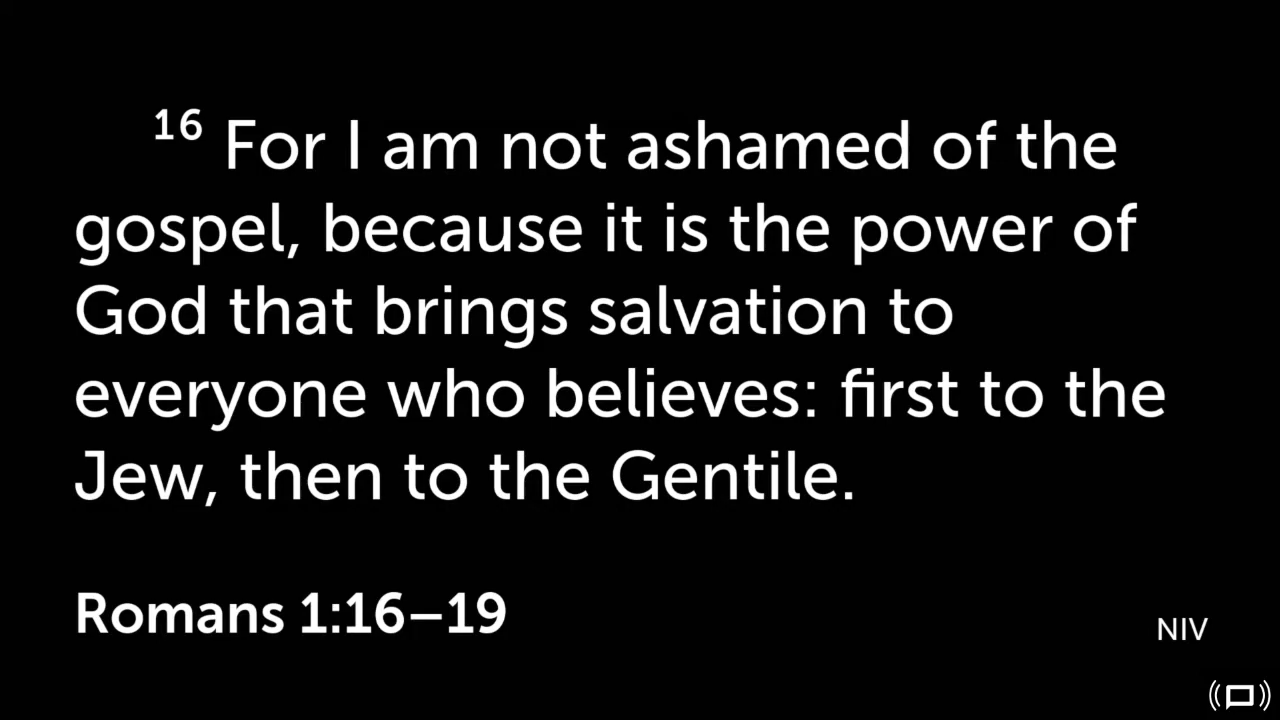 16 For I am not ashamed of the
gospel, because it is the power of
God that brings salvation to
everyone who believes: first to the
Jew, then to the Gentile.
Romans 1:16–19
NIV